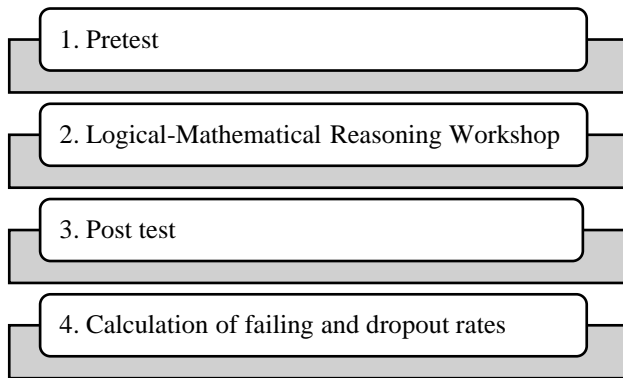 1. Pretest
2. Logical-Mathematical Reasoning Workshop
3. Post test
4. Calculation of failing and dropout rates